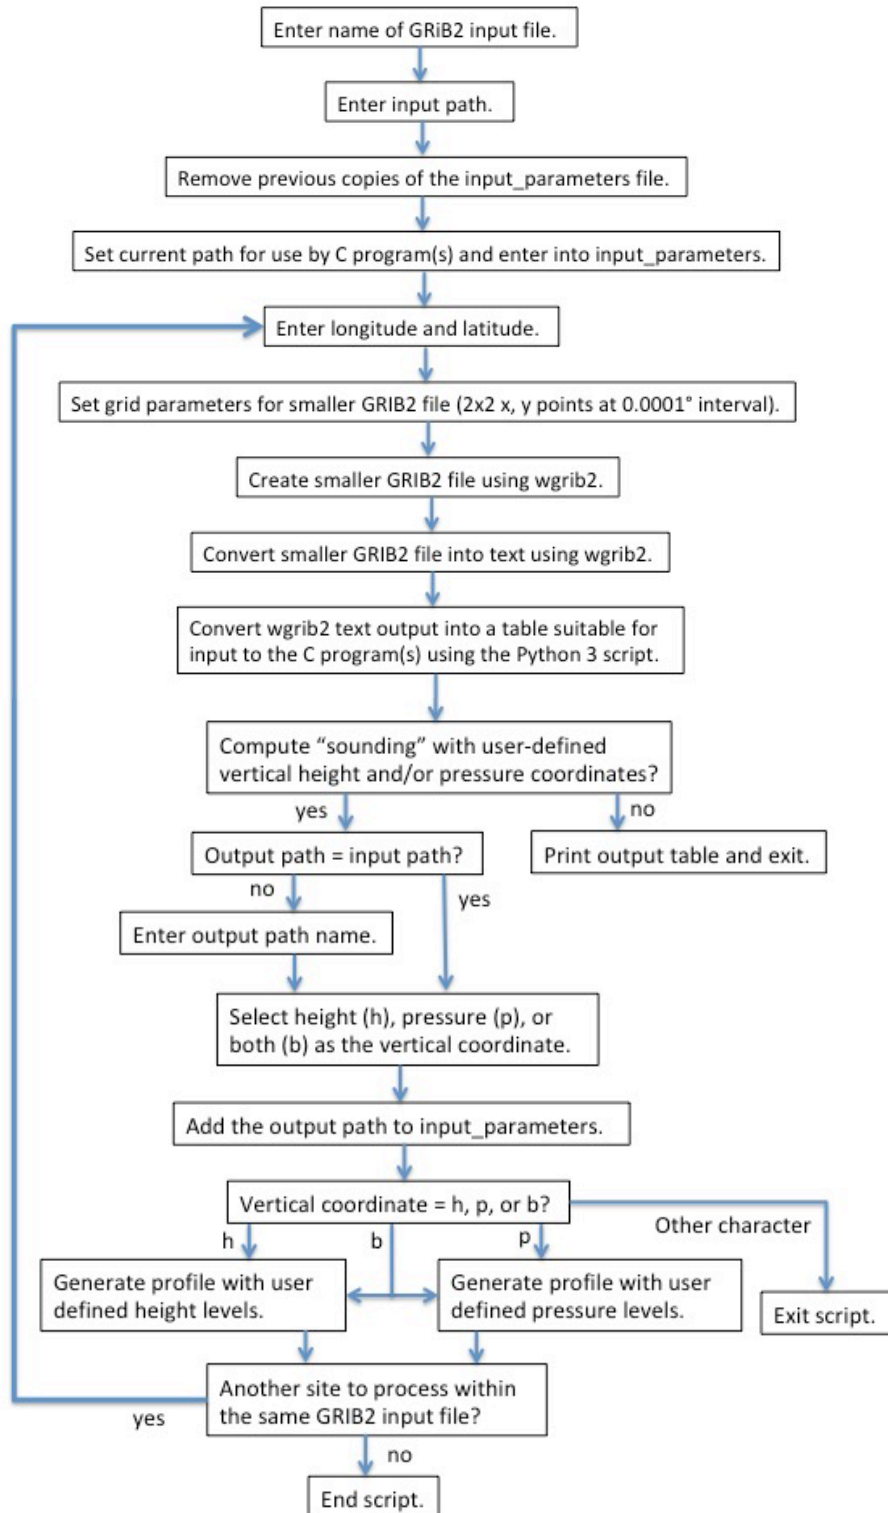 Enter name of GRiB2 input file.
Enter input path.
Remove previous copies of the input_parameters file.
Set current path for use by C program(s) and enter into input_parameters.
Enter longitude and latitude.
Set grid parameters for smaller GRIB2 file (2x2 x, y points at 0.0001° interval).
Create smaller GRIB2 file using wgrib2.
Convert smaller GRIB2 file into text using wgrib2.
Convert wgrib2 text output into a table suitable for
input to the C program(s) using the Python 3 script.
Compute “sounding” with user-defined
vertical height and/or pressure coordinates?
yes
no
Output path = input path?
Print output table and exit.
no
yes
Enter output path name.
Select height (h), pressure (p), or
both (b) as the vertical coordinate.
Add the output path to input_parameters.
Vertical coordinate = h, p, or b?
Other character
h
b
p
Generate profile with user
defined height levels.
Generate profile with user
defined pressure levels.
Exit script.
Another site to process within
the same GRIB2 input file?
yes
no
End script.